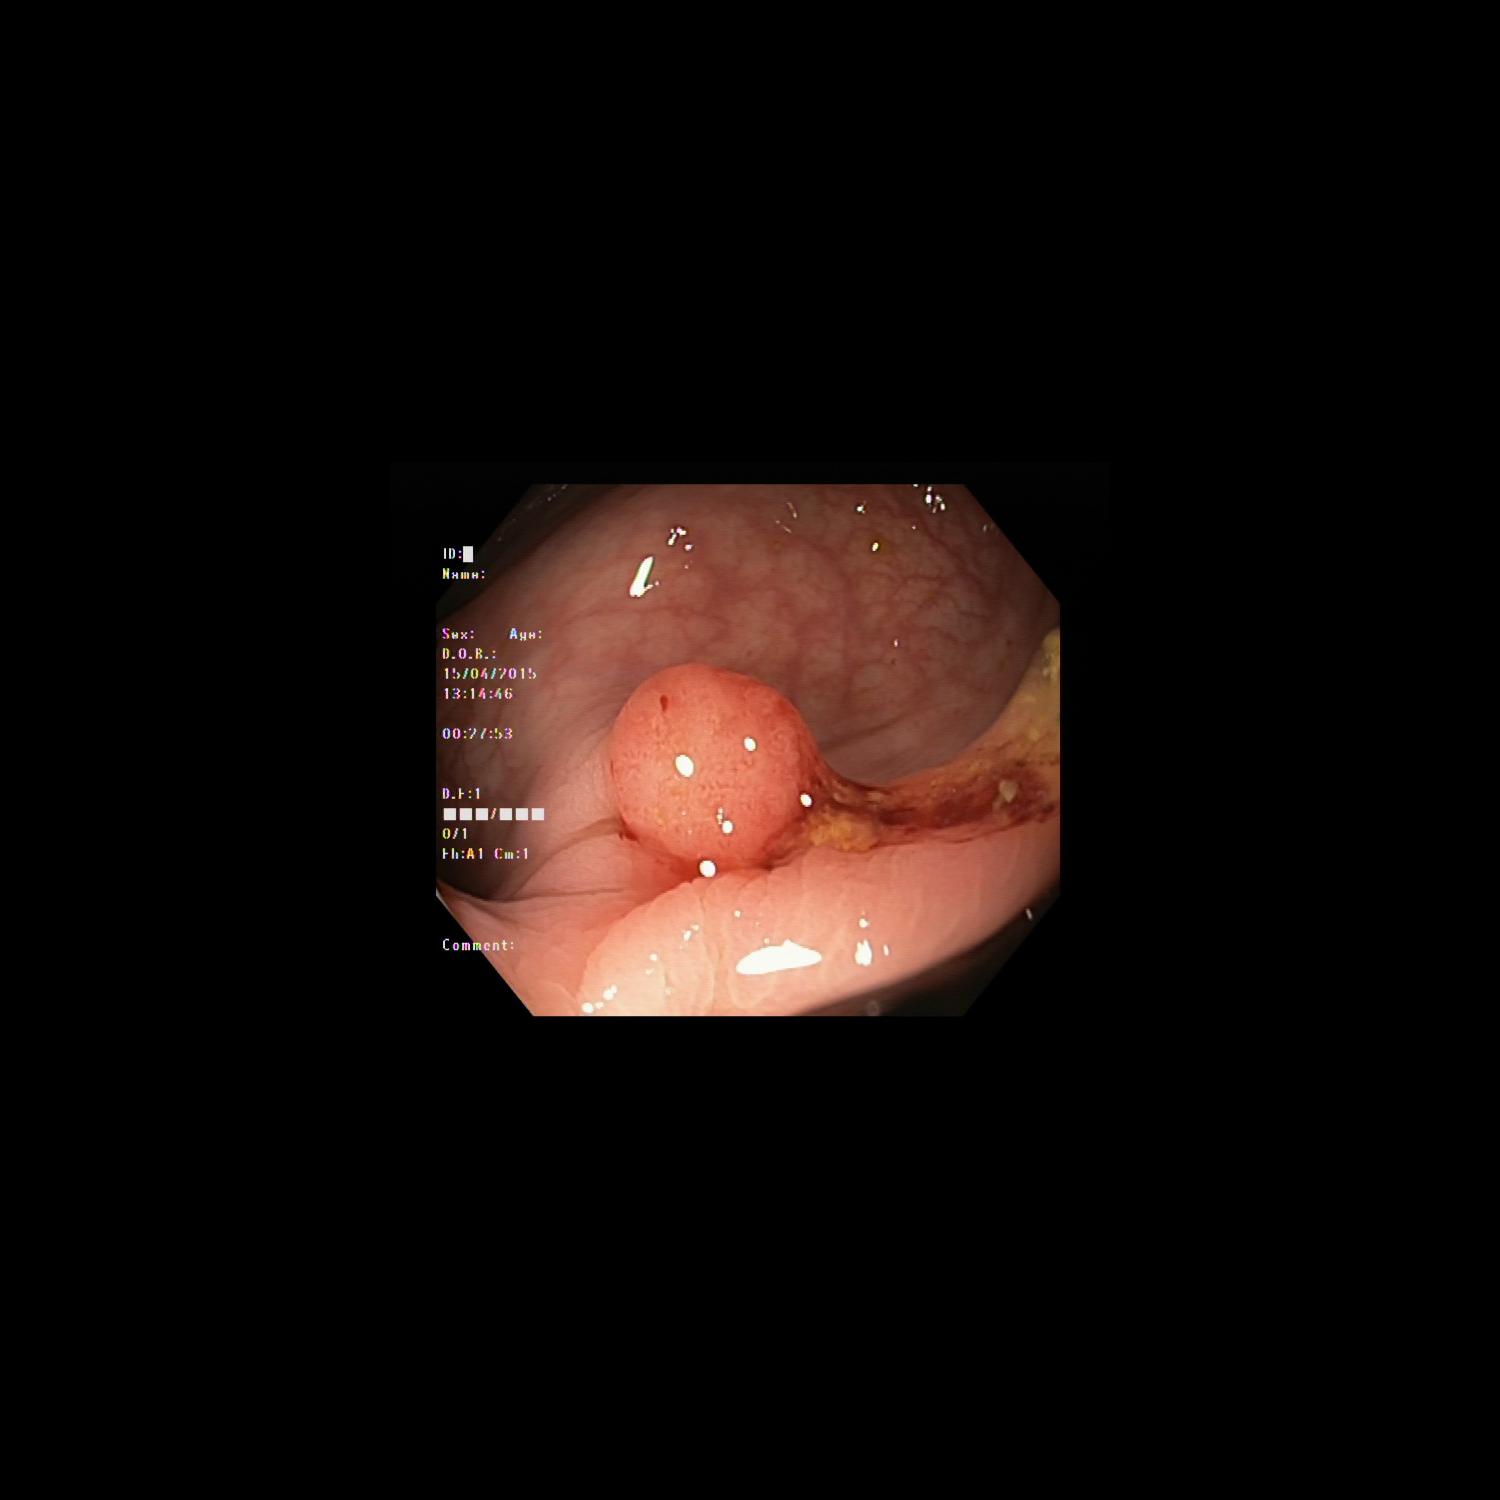 ID:
Name:
Sex: Age:
D.O.B.:
15/04/2015
13:14:46
00:27:53
D.F:1
■■■/■■■
0/1
Eh:A1 Cm:1
Comment: